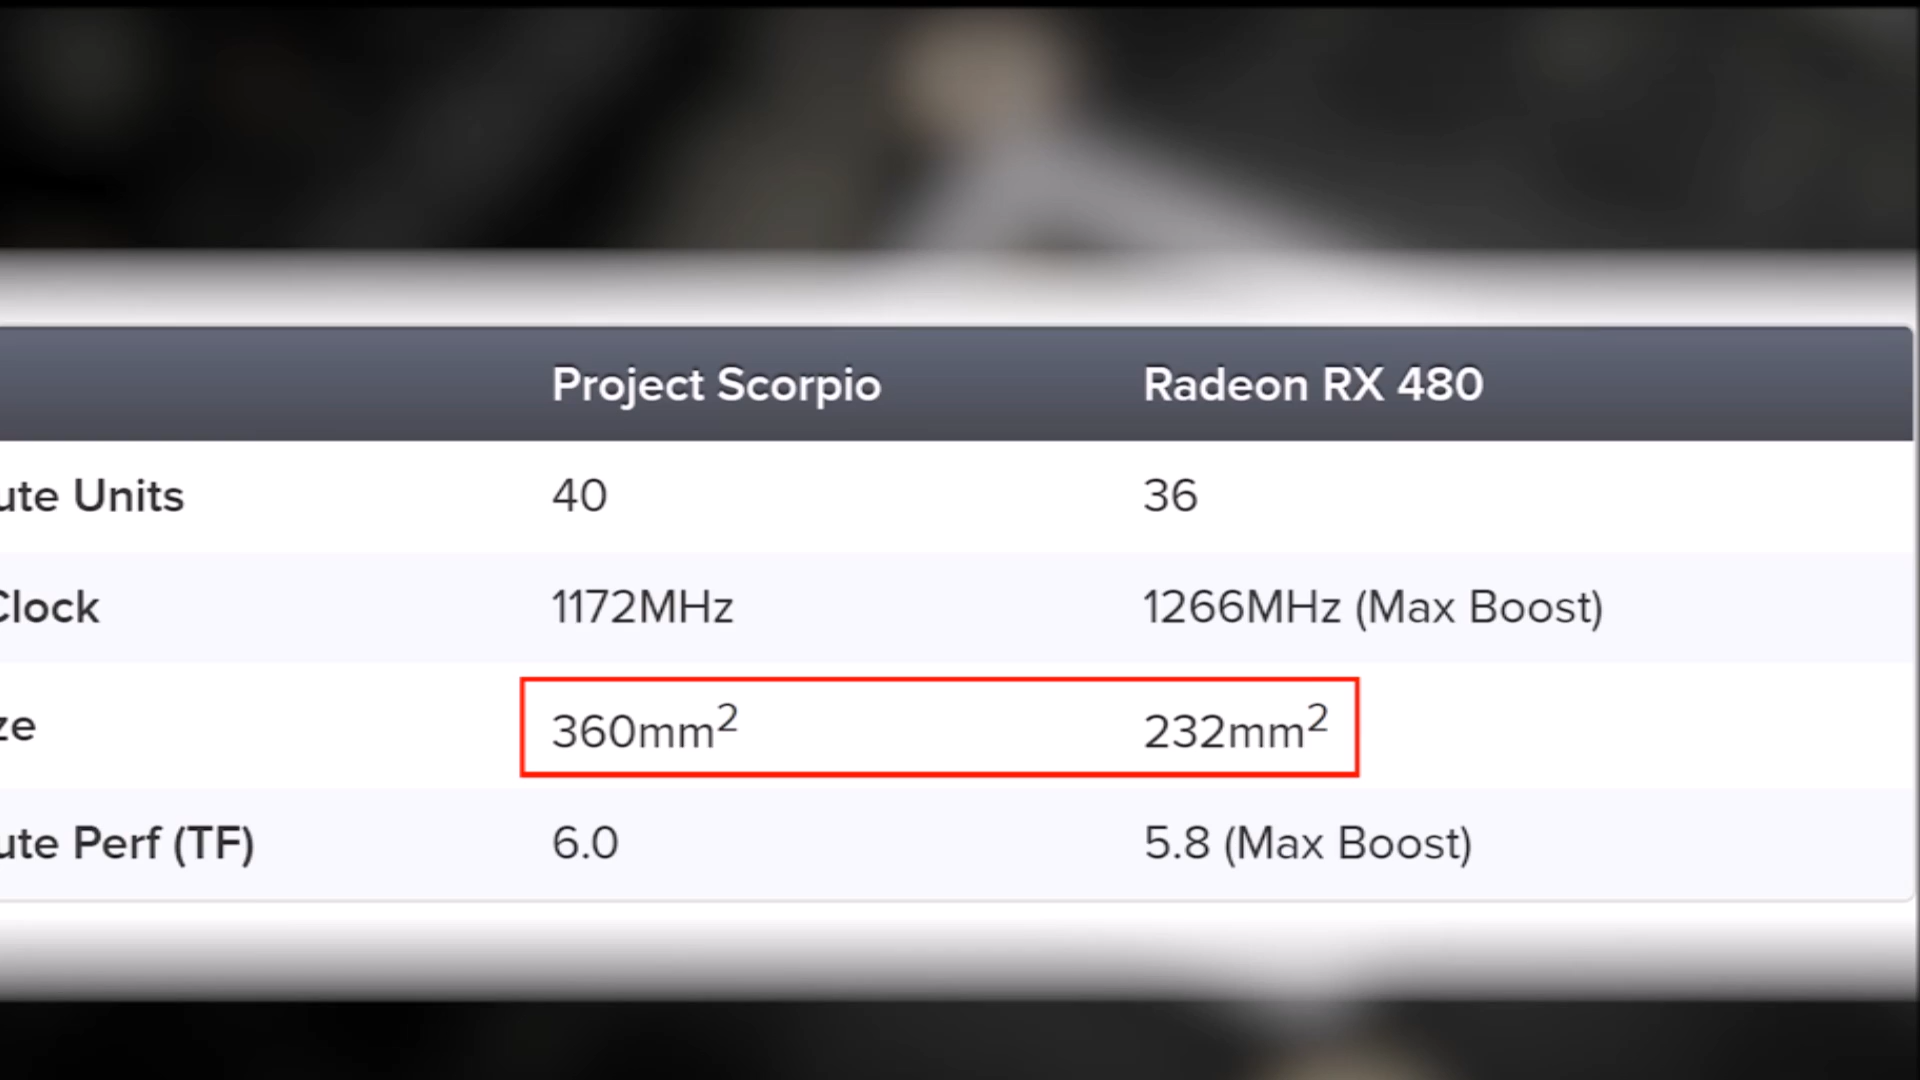 Project Scorpio Radeon RX 480
ute Units 40 36
Clock 1172MHz 1266MHz (Max Boost)
ze 360mm² 232mm²
ute Perf (TF) 6.0 5.8 (Max Boost)